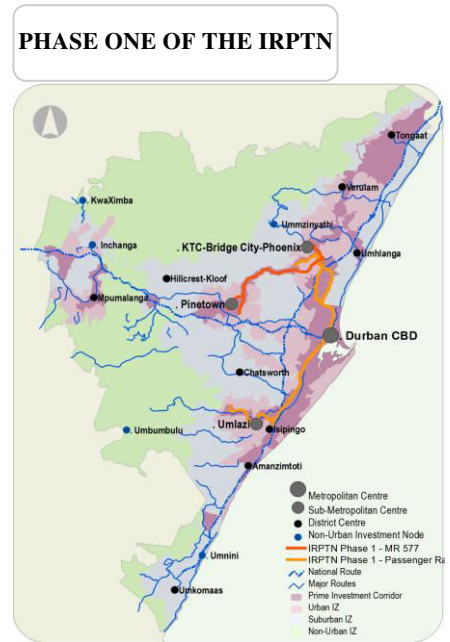 PHASE ONE OF THE IRPTN
Tongaat
Verulam
KwaXimba
Ummzinyathi
. KTC-Bridge City-Phoenix
Inchanga
Umhlanga
Hillcrest-Kloof
Mpumalanga
. Pinetown
. Durban CBD
Chatsworth
. Umbumbulu
. Umlazi
Isipingo
Amanzimtoti
Umnini
Umkomaas
Metropolitan Centre
Sub-Metropolitan Centre
District Centre
Non-Urban Investment Node
IRPTN Phase 1 - MR 577
IRPTN Phase 1 - Passenger Ra
National Route
Major Routes
Prime Investment Corridor
Urban IZ
Suburban IZ
Non-Urban IZ